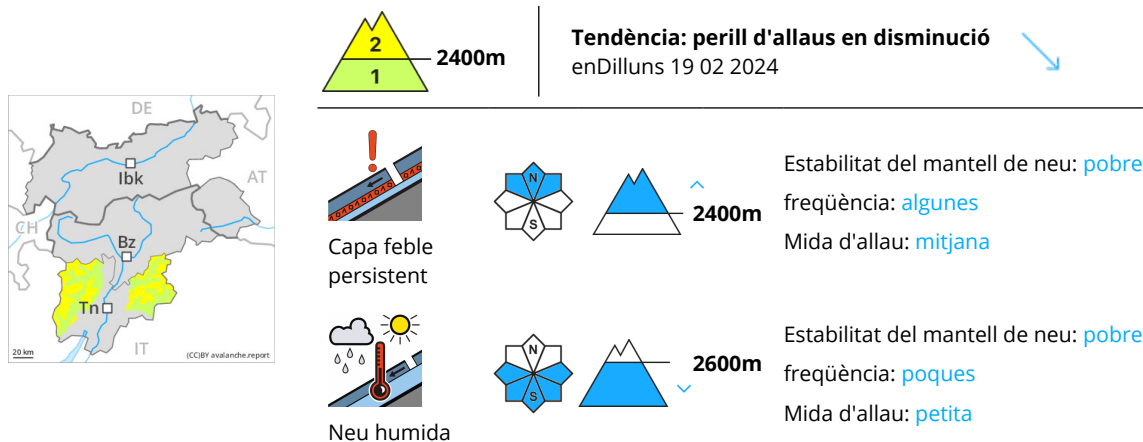 2
1
2400m
Tendència: perill d'allaus en disminució
enDilluns 19 02 2024
DE
AT
CH
IT
Ibk
Bz
Tn
20 km
(CC)BY avalanche.report
Capa feble
persistent
N
S
2400m
Estabilitat del mantell de neu: pobre
freqüència: algunes
Mida d'allau: mitjana
Neu humida
N
S
2600m
Estabilitat del mantell de neu: pobre
freqüència: poques
Mida d'allau: petita